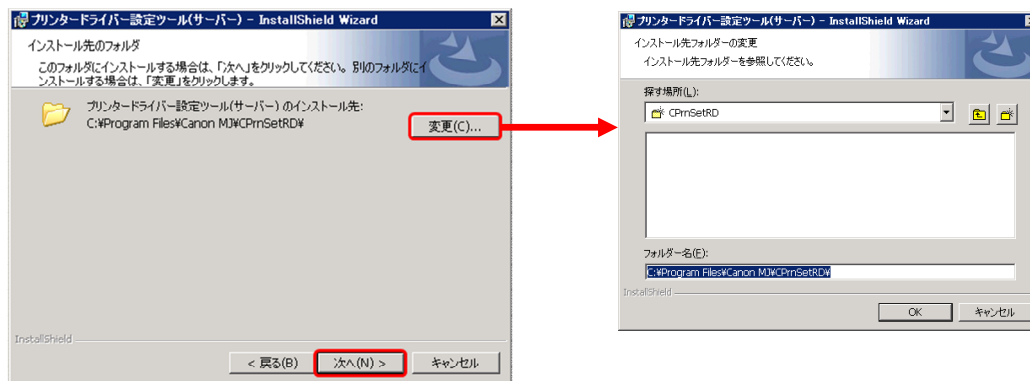 プリンタードライバー設定ツール(サーバー) - InstallShield Wizard
インストール先のフォルダ
このフォルダにインストールする場合は、「次へ」をクリックしてください。別のフォルダにイ
ンストールする場合は、「変更」をクリックします。
プリンタードライバー設定ツール(サーバー) のインストール先:
C:¥Program Files¥Canon MJ¥CPrnSetRD¥
変更(C)...
InstallShield
< 戻る(B)
次へ(N) >
キャンセル
プリンタードライバー設定ツール(サーバー) - InstallShield Wizard
インストール先フォルダーの変更
インストール先フォルダーを参照してください。
探す場所(L):
CPrnSetRD
フォルダー名(F):
C:¥Program Files¥Canon MJ¥CPrnSetRD¥
InstallShield
OK
キャンセル